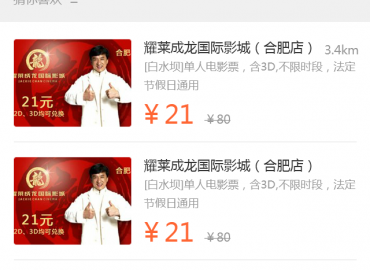 猜你喜欢
合肥
耀莱成龙国际影城
21元
2D、3D均可兑换
耀莱成龙国际影城（合肥店） 3.4km
[白水坝]单人电影票，含3D,不限时段，法定
节假日通用
¥21 ¥80
合肥
耀莱成龙国际影城
21元
2D、3D均可兑换
耀莱成龙国际影城（合肥店）
[白水坝]单人电影票，含3D,不限时段，法定
节假日通用
¥21 ¥80